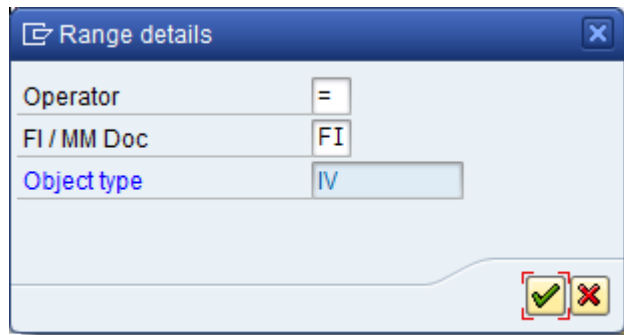 Range details
Operator =
FI / MM Doc FI
Object type IV